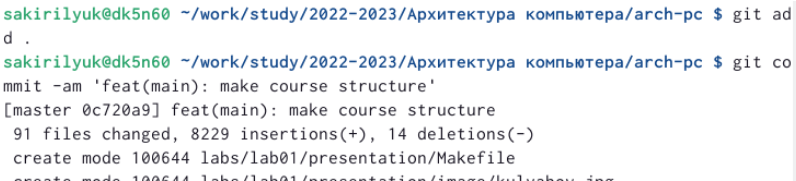 sakirilyuk@dk5n60 ~/work/study/2022-2023/Архитектура компьютера/arch-pc $ git ad
d .
sakirilyuk@dk5n60 ~/work/study/2022-2023/Архитектура компьютера/arch-pc $ git co
mmit -am 'feat(main): make course structure'
[master 0c720a9] feat(main): make course structure
 91 files changed, 8229 insertions(+), 14 deletions(-)
 create mode 100644 labs/lab01/presentation/Makefile
 create mode 100644 labs/lab01/presentation/image/kulyabov.jpg